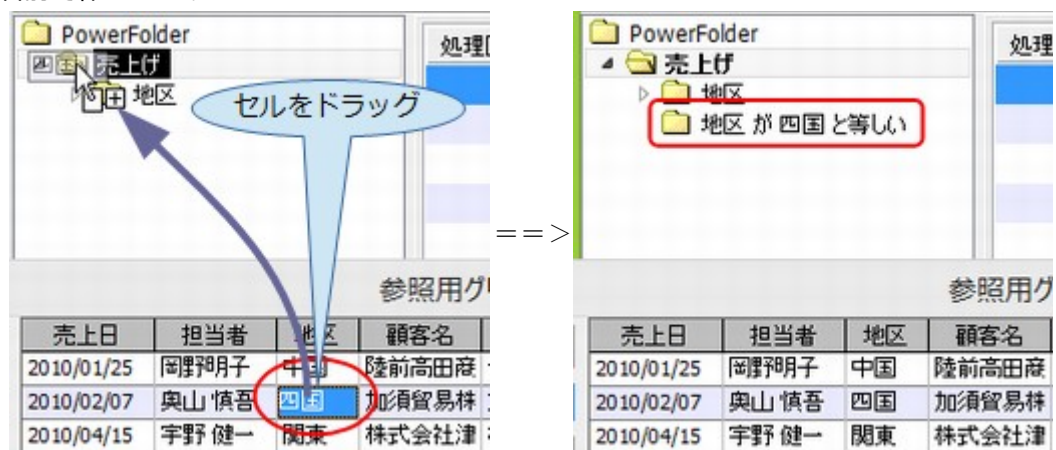 PowerFolder
売上げ
地区
処理
セルをドラッグ
参照用グ
売上日 担当者 地区 顧客名
2010/01/25 岡野明子 中国 陸前高田商
2010/02/07 奥山 慎吾 四国 加須貿易株
2010/04/15 宇野 健一 関東 株式会社津
==>
PowerFolder
売上げ
地区
地区 が 四国 と等しい
処理
参照用グ
売上日 担当者 地区 顧客名
2010/01/25 岡野明子 中国 陸前高田商
2010/02/07 奥山 慎吾 四国 加須貿易株
2010/04/15 宇野 健一 関東 株式会社津